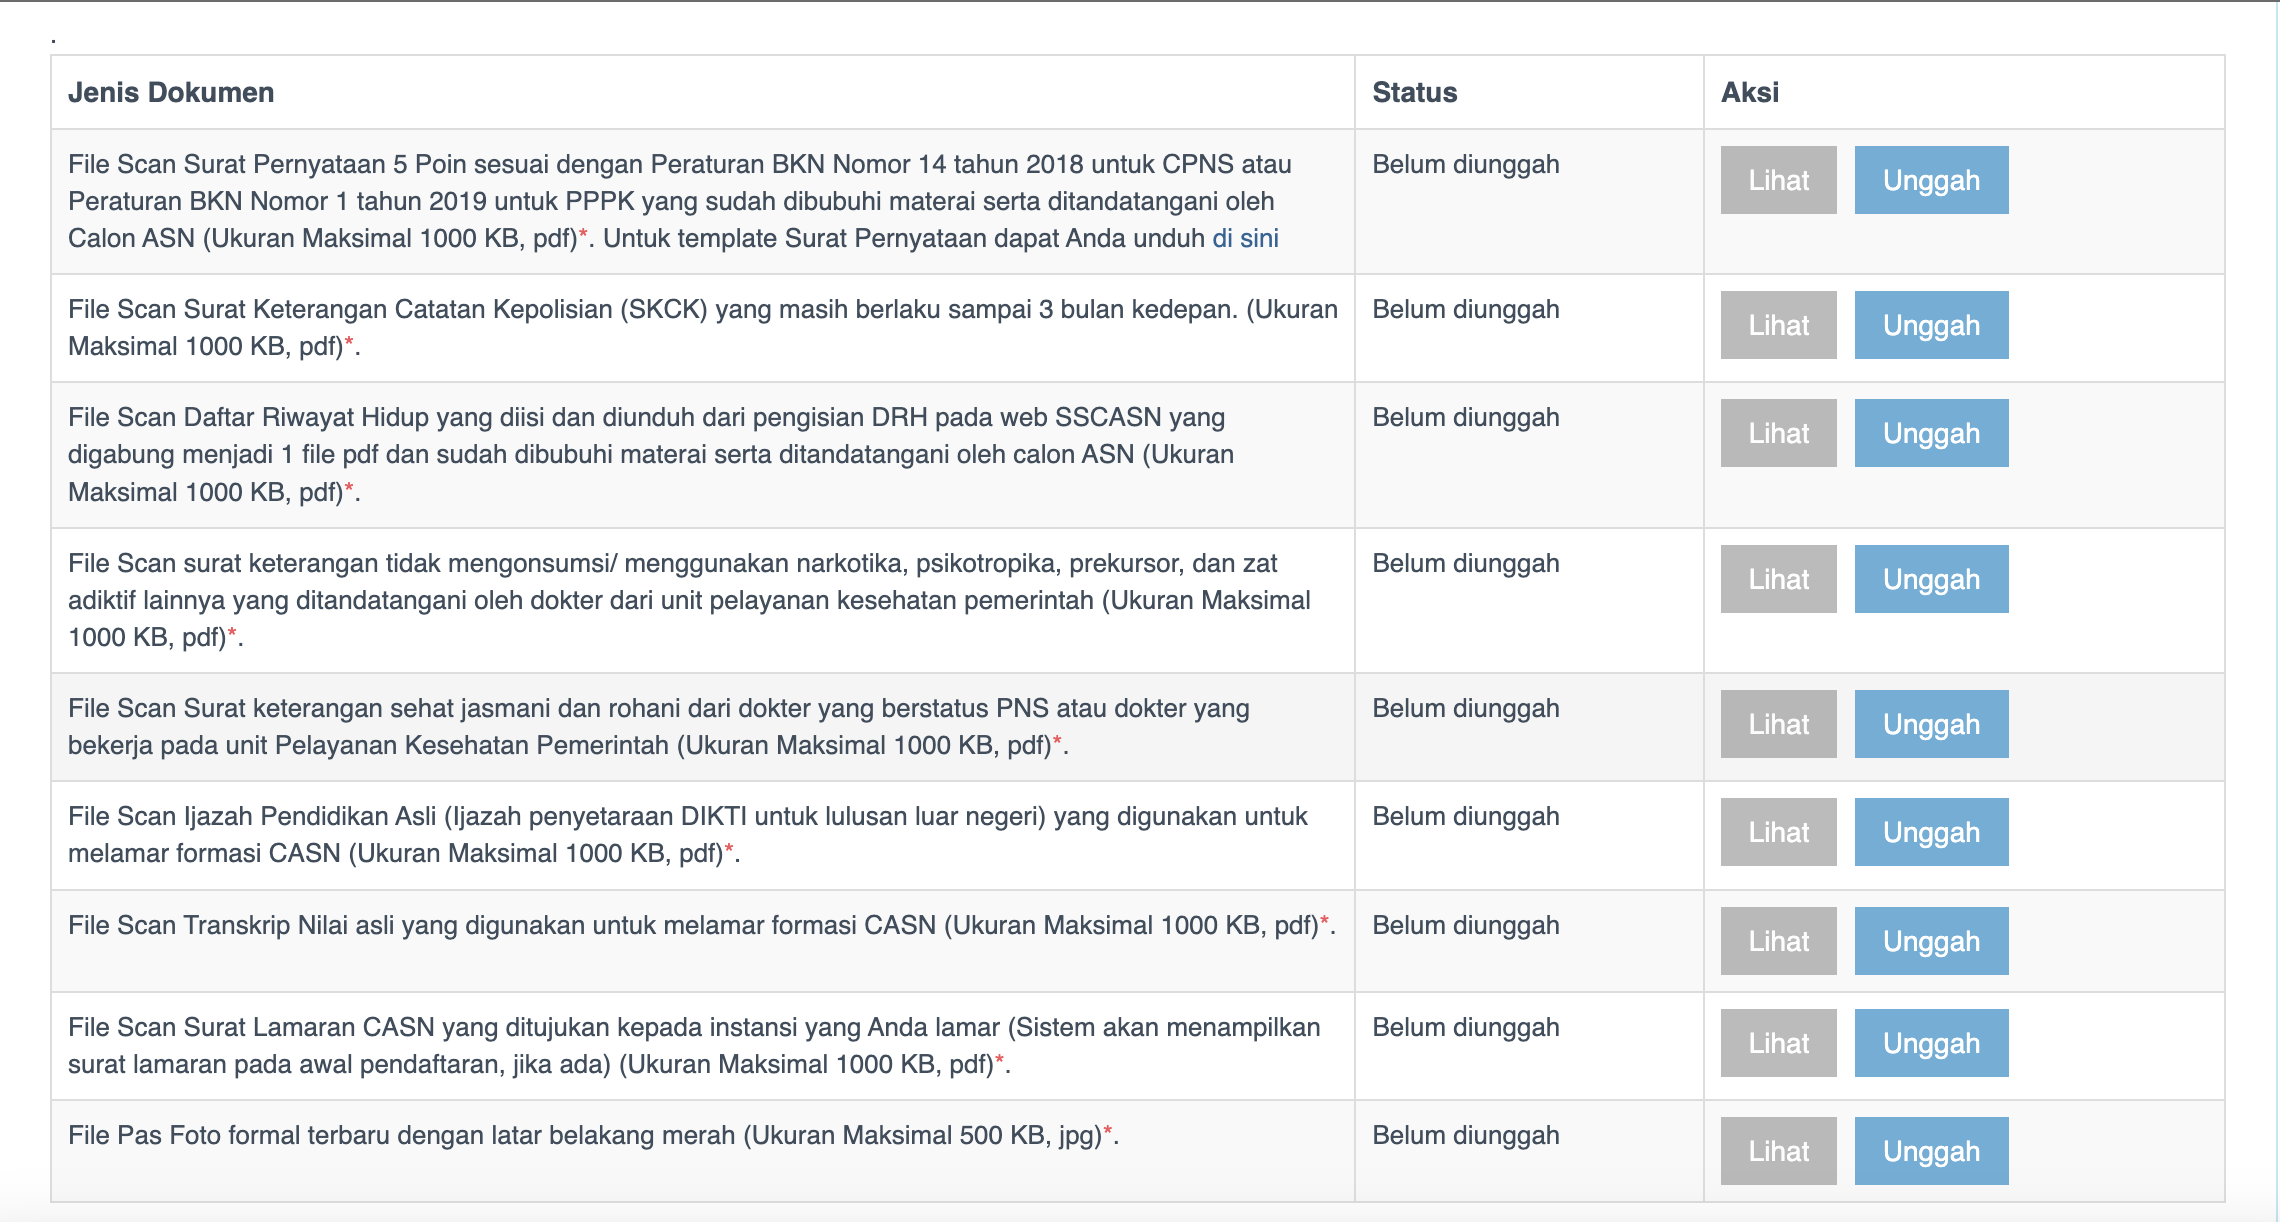 .
Jenis Dokumen Status Aksi
File Scan Surat Pernyataan 5 Poin sesuai dengan Peraturan BKN Nomor 14 tahun 2018 untuk CPNS atau
Peraturan BKN Nomor 1 tahun 2019 untuk PPPK yang sudah dibubuhi materai serta ditandatangani oleh
Calon ASN (Ukuran Maksimal 1000 KB, pdf)*. Untuk template Surat Pernyataan dapat Anda unduh di sini
Belum diunggah
Lihat Unggah
File Scan Surat Keterangan Catatan Kepolisian (SKCK) yang masih berlaku sampai 3 bulan kedepan. (Ukuran
Maksimal 1000 KB, pdf)*.
Belum diunggah
Lihat Unggah
File Scan Daftar Riwayat Hidup yang diisi dan diunduh dari pengisian DRH pada web SSCASN yang
digabung menjadi 1 file pdf dan sudah dibubuhi materai serta ditandatangani oleh calon ASN (Ukuran
Maksimal 1000 KB, pdf)*.
Belum diunggah
Lihat Unggah
File Scan surat keterangan tidak mengonsumsi/ menggunakan narkotika, psikotropika, prekursor, dan zat
adiktif lainnya yang ditandatangani oleh dokter dari unit pelayanan kesehatan pemerintah (Ukuran Maksimal
1000 KB, pdf)*.
Belum diunggah
Lihat Unggah
File Scan Surat keterangan sehat jasmani dan rohani dari dokter yang berstatus PNS atau dokter yang
bekerja pada unit Pelayanan Kesehatan Pemerintah (Ukuran Maksimal 1000 KB, pdf)*.
Belum diunggah
Lihat Unggah
File Scan Ijazah Pendidikan Asli (Ijazah penyetaraan DIKTI untuk lulusan luar negeri) yang digunakan untuk
melamar formasi CASN (Ukuran Maksimal 1000 KB, pdf)*.
Belum diunggah
Lihat Unggah
File Scan Transkrip Nilai asli yang digunakan untuk melamar formasi CASN (Ukuran Maksimal 1000 KB, pdf)*.
Belum diunggah
Lihat Unggah
File Scan Surat Lamaran CASN yang ditujukan kepada instansi yang Anda lamar (Sistem akan menampilkan
surat lamaran pada awal pendaftaran, jika ada) (Ukuran Maksimal 1000 KB, pdf)*.
Belum diunggah
Lihat Unggah
File Pas Foto formal terbaru dengan latar belakang merah (Ukuran Maksimal 500 KB, jpg)*.
Belum diunggah
Lihat Unggah